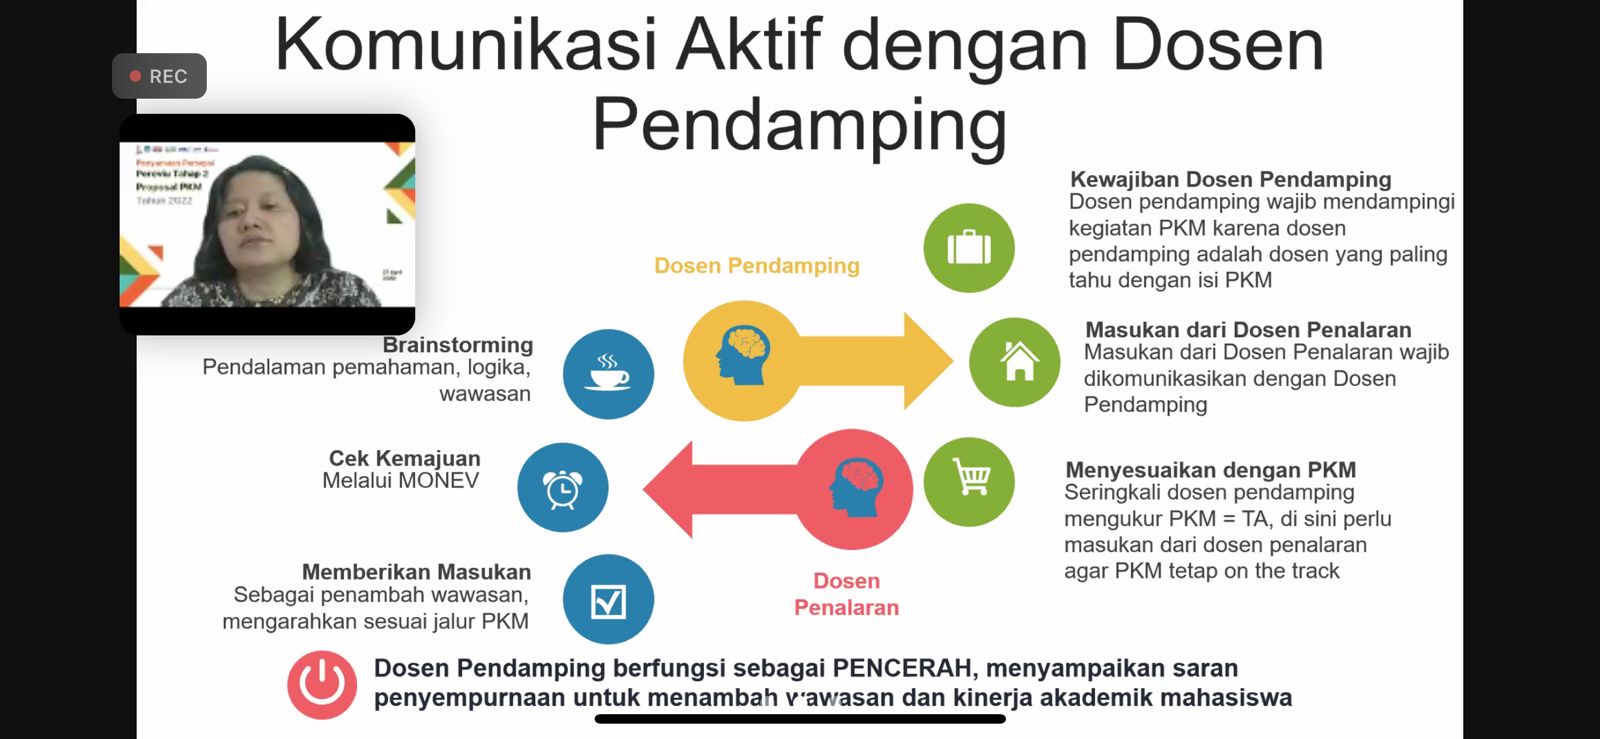 Komunikasi Aktif dengan Dosen
Pendamping
REC
Penyamaan Persepsi
Pereviu Tahap 2
Proposal PKM
Tahun 2022
Dosen Pendamping
Brainstorming
Pendalaman pemahaman, logika,
wawasan
Cek Kemajuan
Melalui MONEV
Memberikan Masukan
Sebagai penambah wawasan,
mengarahkan sesuai jalur PKM
Kewajiban Dosen Pendamping
Dosen pendamping wajib mendampingi
kegiatan PKM karena dosen
pendamping adalah dosen yang paling
tahu dengan isi PKM
Masukan dari Dosen Penalaran
Masukan dari Dosen Penalaran wajib
dikomunikasikan dengan Dosen
Pendamping
Menyesuaikan dengan PKM
Seringkali dosen pendamping
mengukur PKM = TA, di sini perlu
masukan dari dosen penalaran
agar PKM tetap on the track
Dosen
Penalaran
Dosen Pendamping berfungsi sebagai PENCERAH, menyampaikan saran
penyempurnaan untuk menambah wawasan dan kinerja akademik mahasiswa